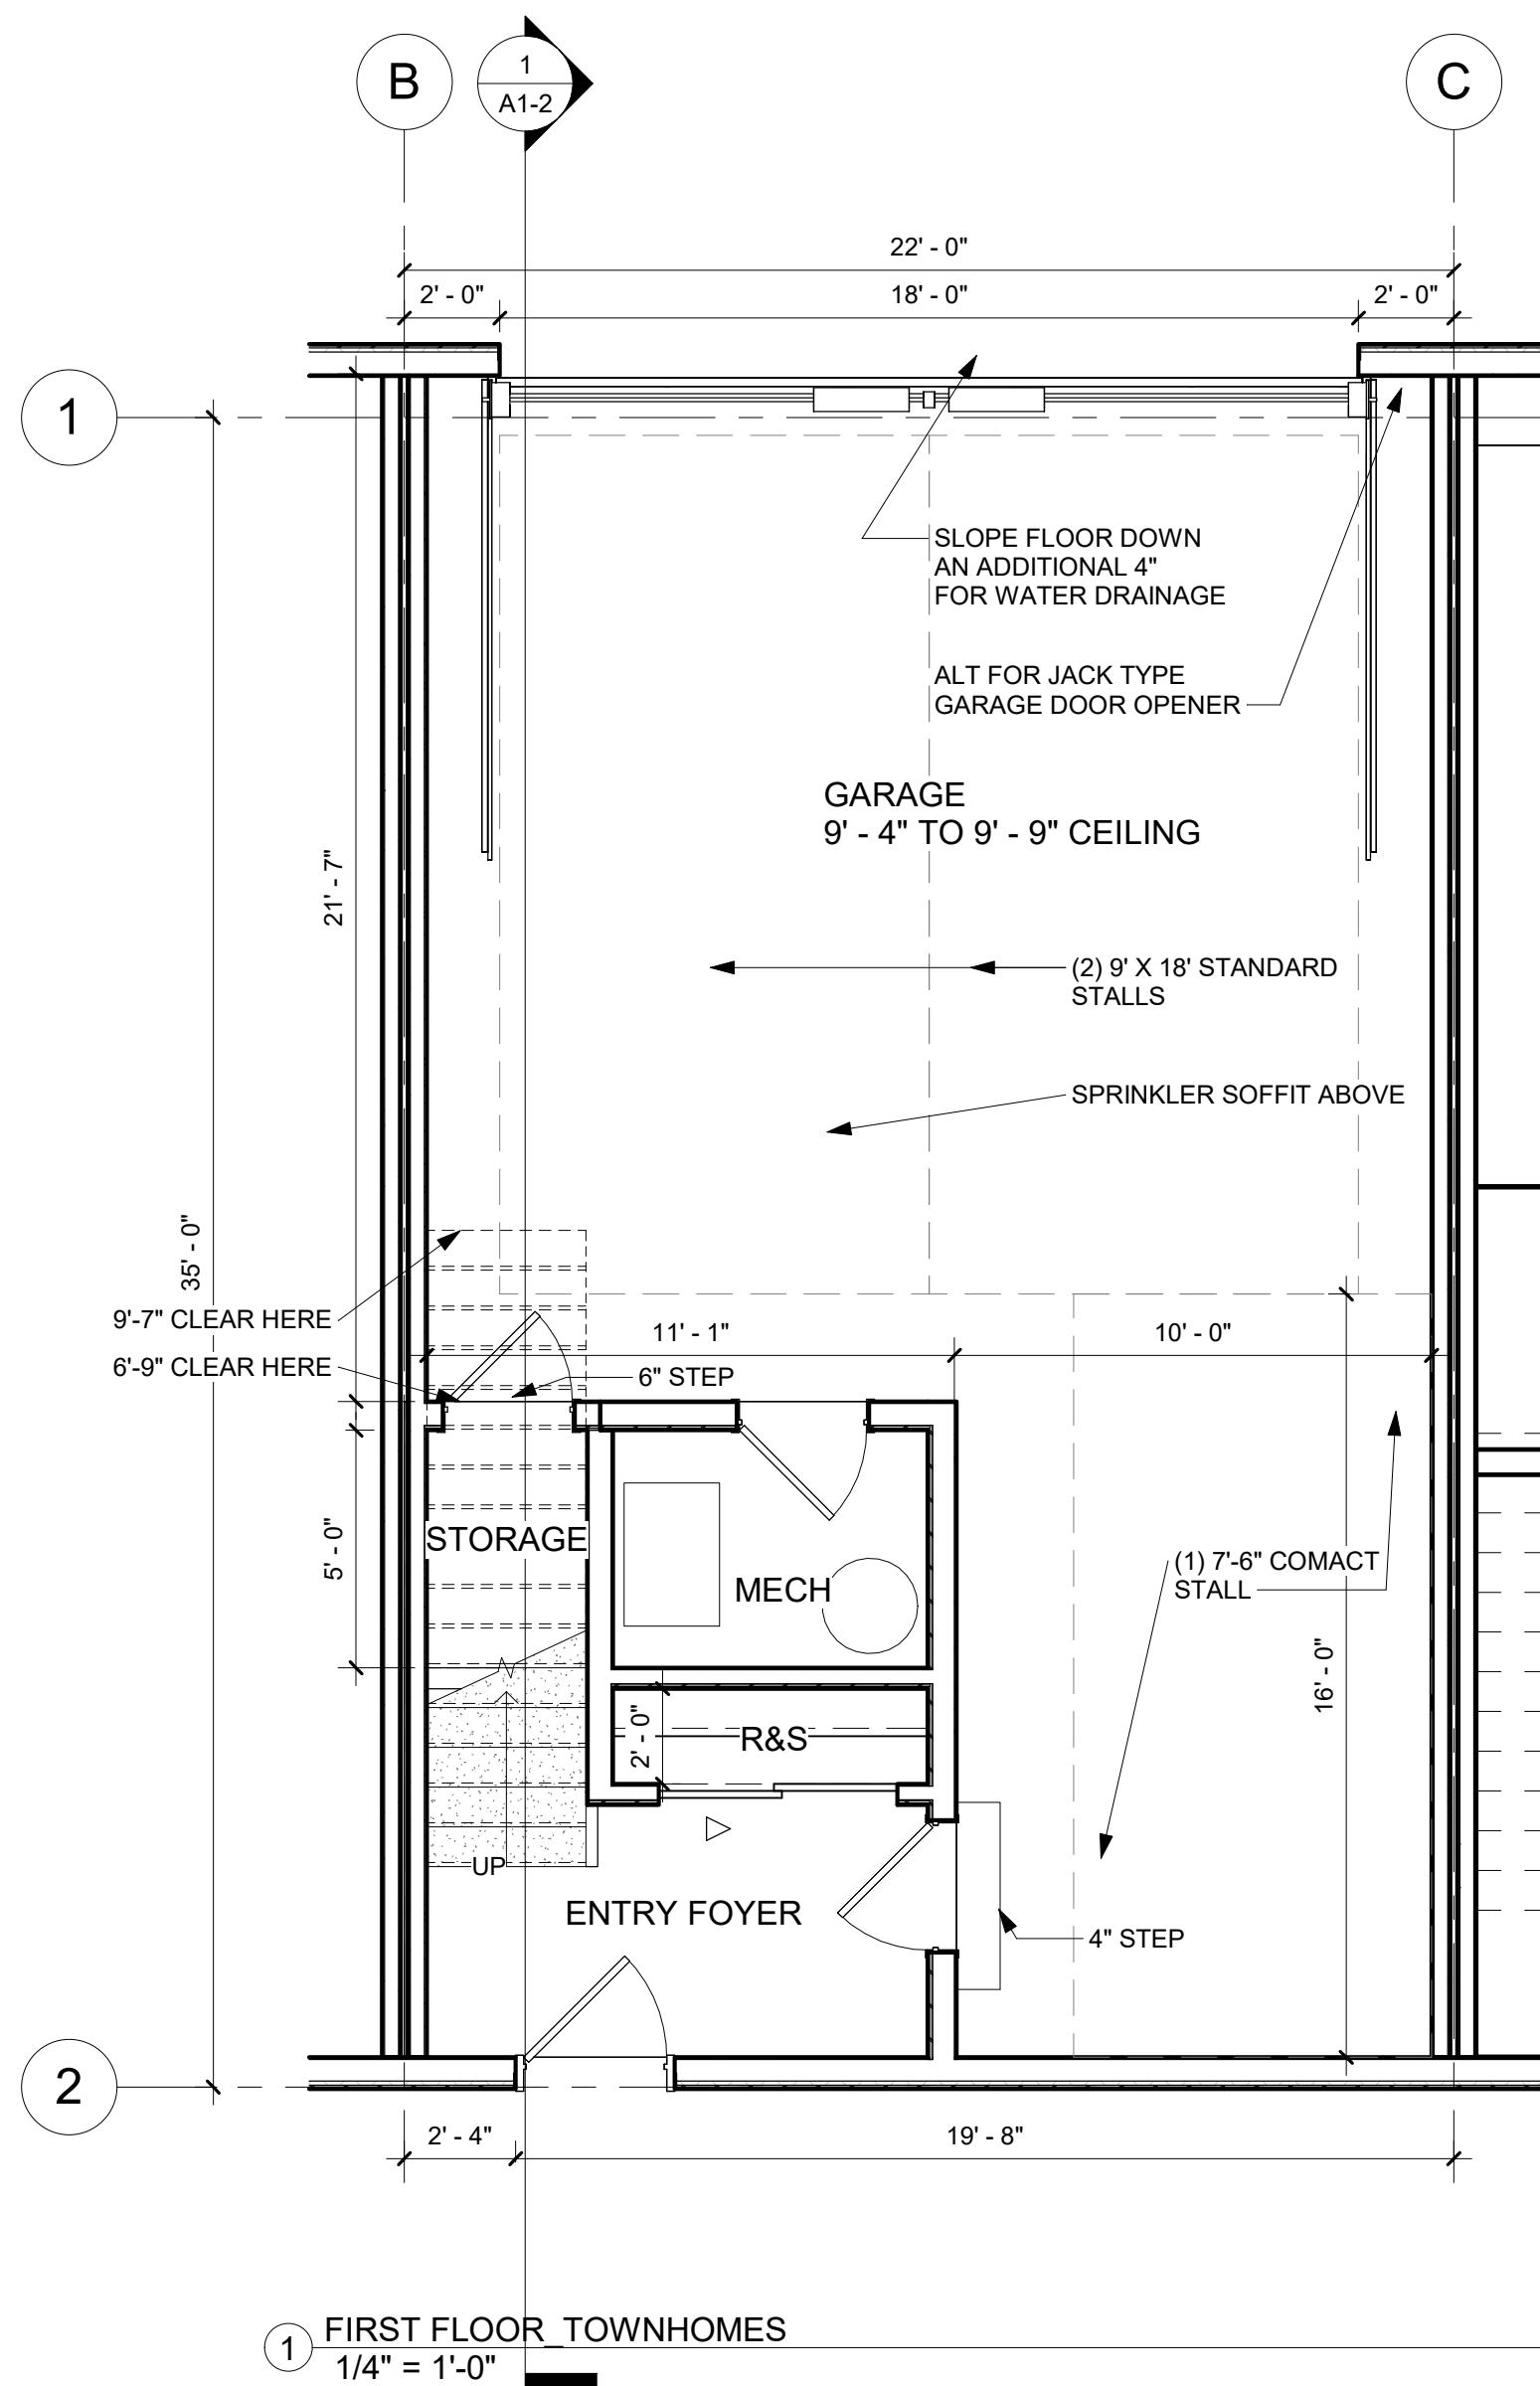 B
1
A1-2
C
22' - 0"
2' - 0"
18' - 0"
2' - 0"
1
SLOPE FLOOR DOWN
AN ADDITIONAL 4"
FOR WATER DRAINAGE
ALT FOR JACK TYPE
GARAGE DOOR OPENER
GARAGE
9' - 4" TO 9' - 9" CEILING
21' - 7"
(2) 9' X 18' STANDARD
STALLS
SPRINKLER SOFFIT ABOVE
35' - 0"
9'-7" CLEAR HERE
6'-9" CLEAR HERE
11' - 1"
10' - 0"
6" STEP
5' - 0"
STORAGE
MECH
(1) 7'-6" COMACT
STALL
16' - 0"
2' - 0"
R&S
UP
ENTRY FOYER
4" STEP
2
2' - 4"
19' - 8"
1
FIRST FLOOR_TOWNHOMES
1/4" = 1'-0"